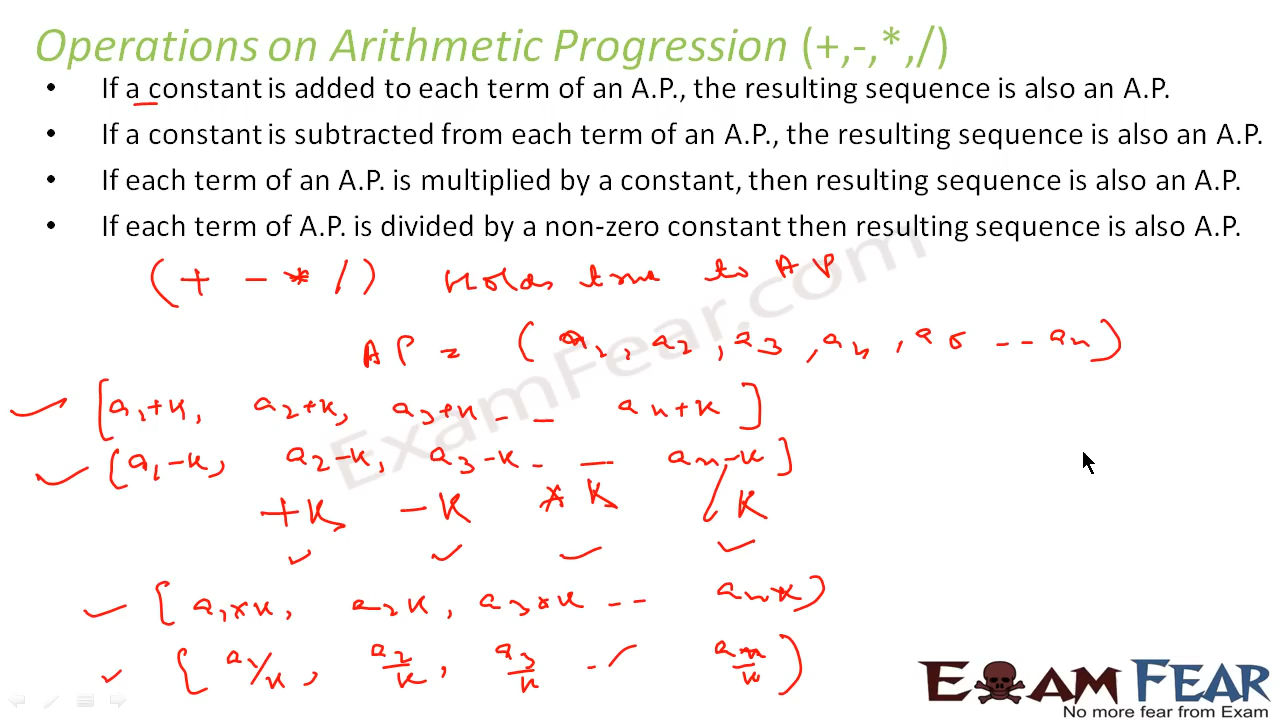 Operations on Arithmetic Progression (+,-,*,/)
• If a constant is added to each term of an A.P., the resulting sequence is also an A.P.
• If a constant is subtracted from each term of an A.P., the resulting sequence is also an A.P.
• If each term of an A.P. is multiplied by a constant, then resulting sequence is also an A.P.
• If each term of A.P. is divided by a non-zero constant then resulting sequence is also A.P.
(+ - * /) Holds true to AP
AP = (a1, a2, a3, a4, a5 -- an)
[a1+k, a2+k, a3+k - - an+k]
[a1-k, a2-k, a3-k - - an-k]
+k -k *k /k
[a1*k, a2k, a3*k -- an*k)
{a1/k, a2/k, a3/k -- an/k)
ExamFear.com
EXAM FEAR
No more fear from Exam